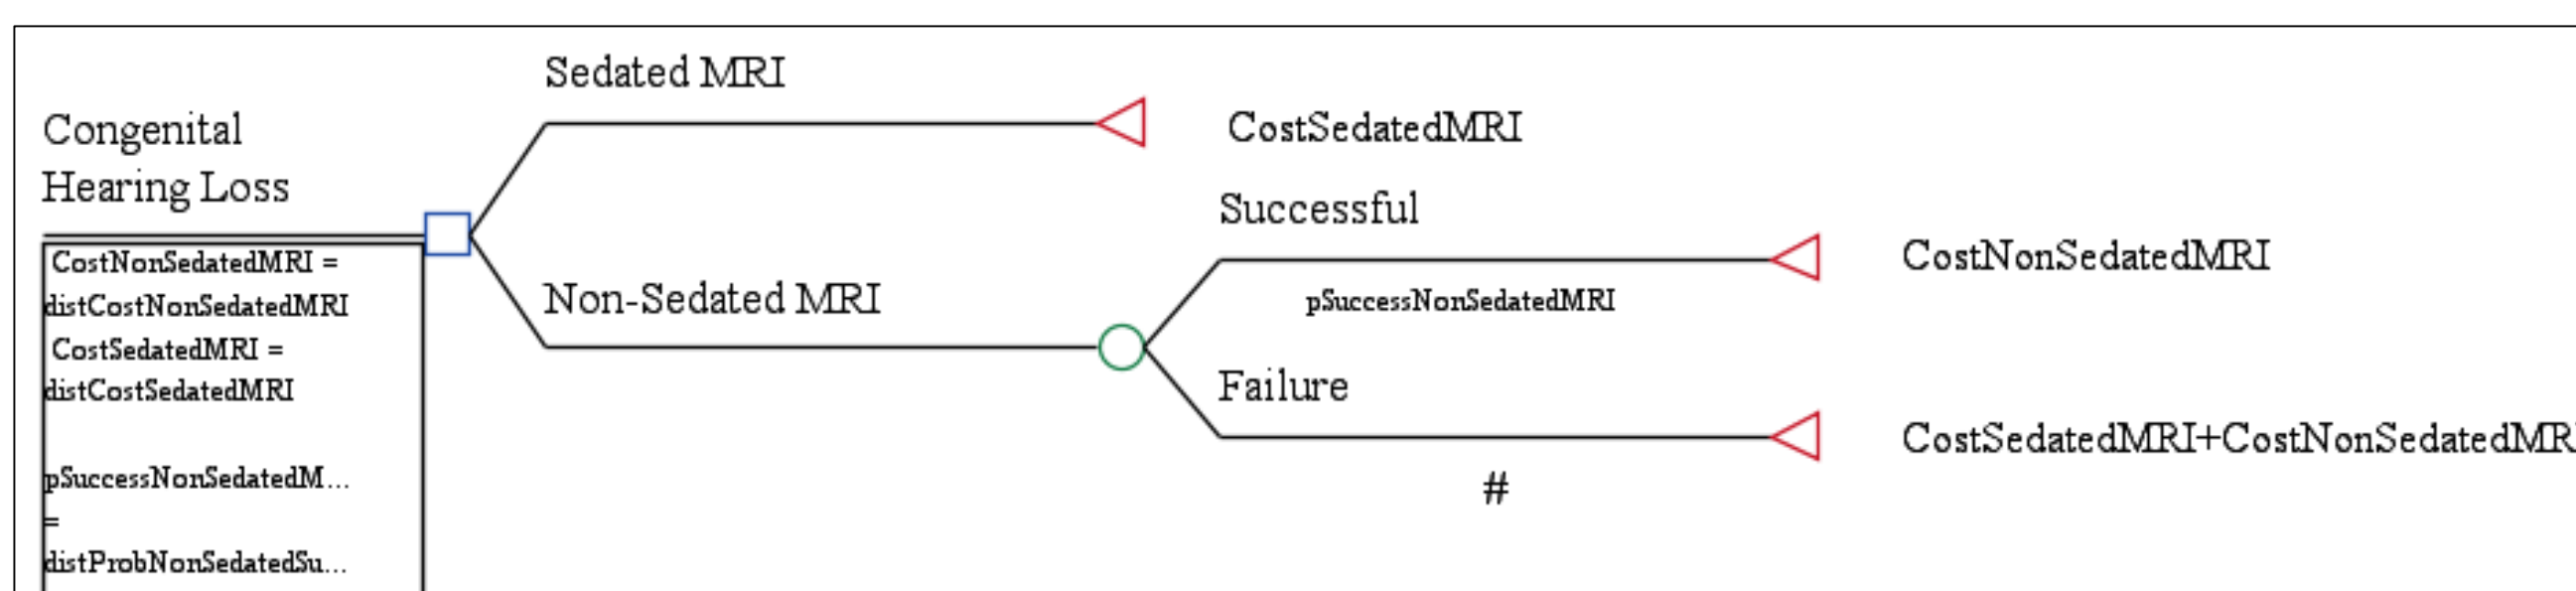 Sedated MRI
Congenital
Hearing Loss
CostSedatedMRI
Successful
CostNonSedatedMRI
pSuccessNonSedatedMRI
Non-Sedated MRI
Failure
CostSedatedMRI+CostNonSedatedMR
#
CostNonSedatedMRI =
distCostNonSedatedMRI
CostSedatedMRI =
distCostSedatedMRI
pSuccessNonSedatedM...
=
distProbNonSedatedSu...